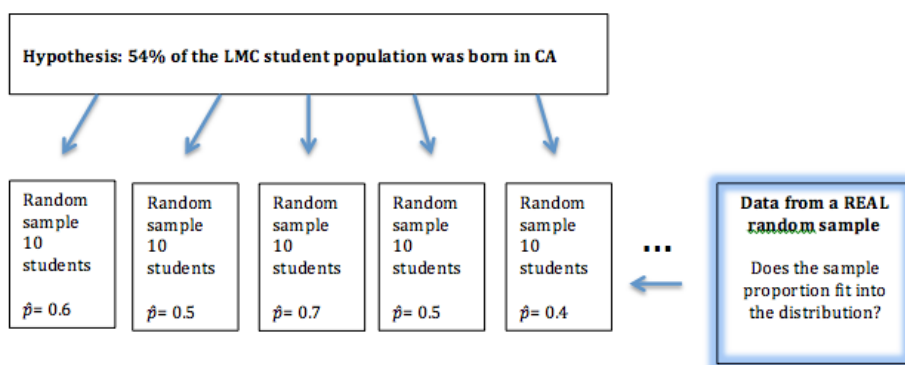 Hypothesis: 54% of the LMC student population was born in CA
Random
sample
10
students
p̂= 0.6
Random
sample
10
students
p̂= 0.5
Random
sample
10
students
p̂= 0.7
Random
sample
10
students
p̂= 0.5
Random
sample
10
students
p̂= 0.4
...
Data from a REAL
random sample
Does the sample
proportion fit into
the distribution?